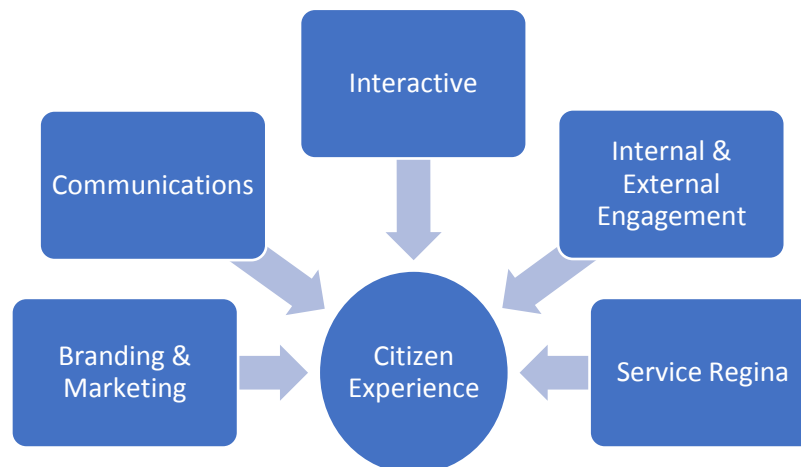 Interactive
Communications
Internal &
External
Engagement
Branding &
Marketing
Citizen
Experience
Service Regina